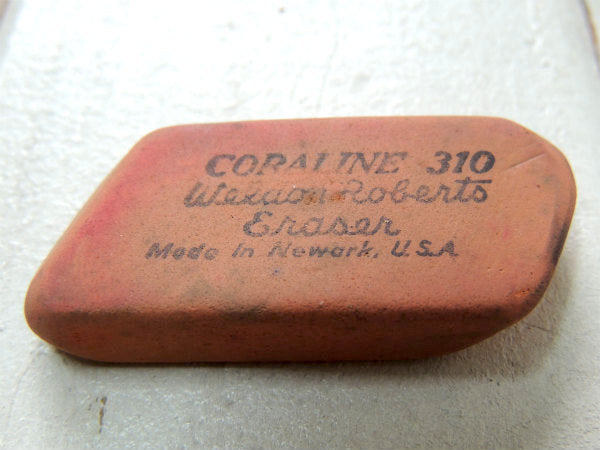 CORALINE 310
Weldon Roberts
Eraser
Made in Newark, U.S.A